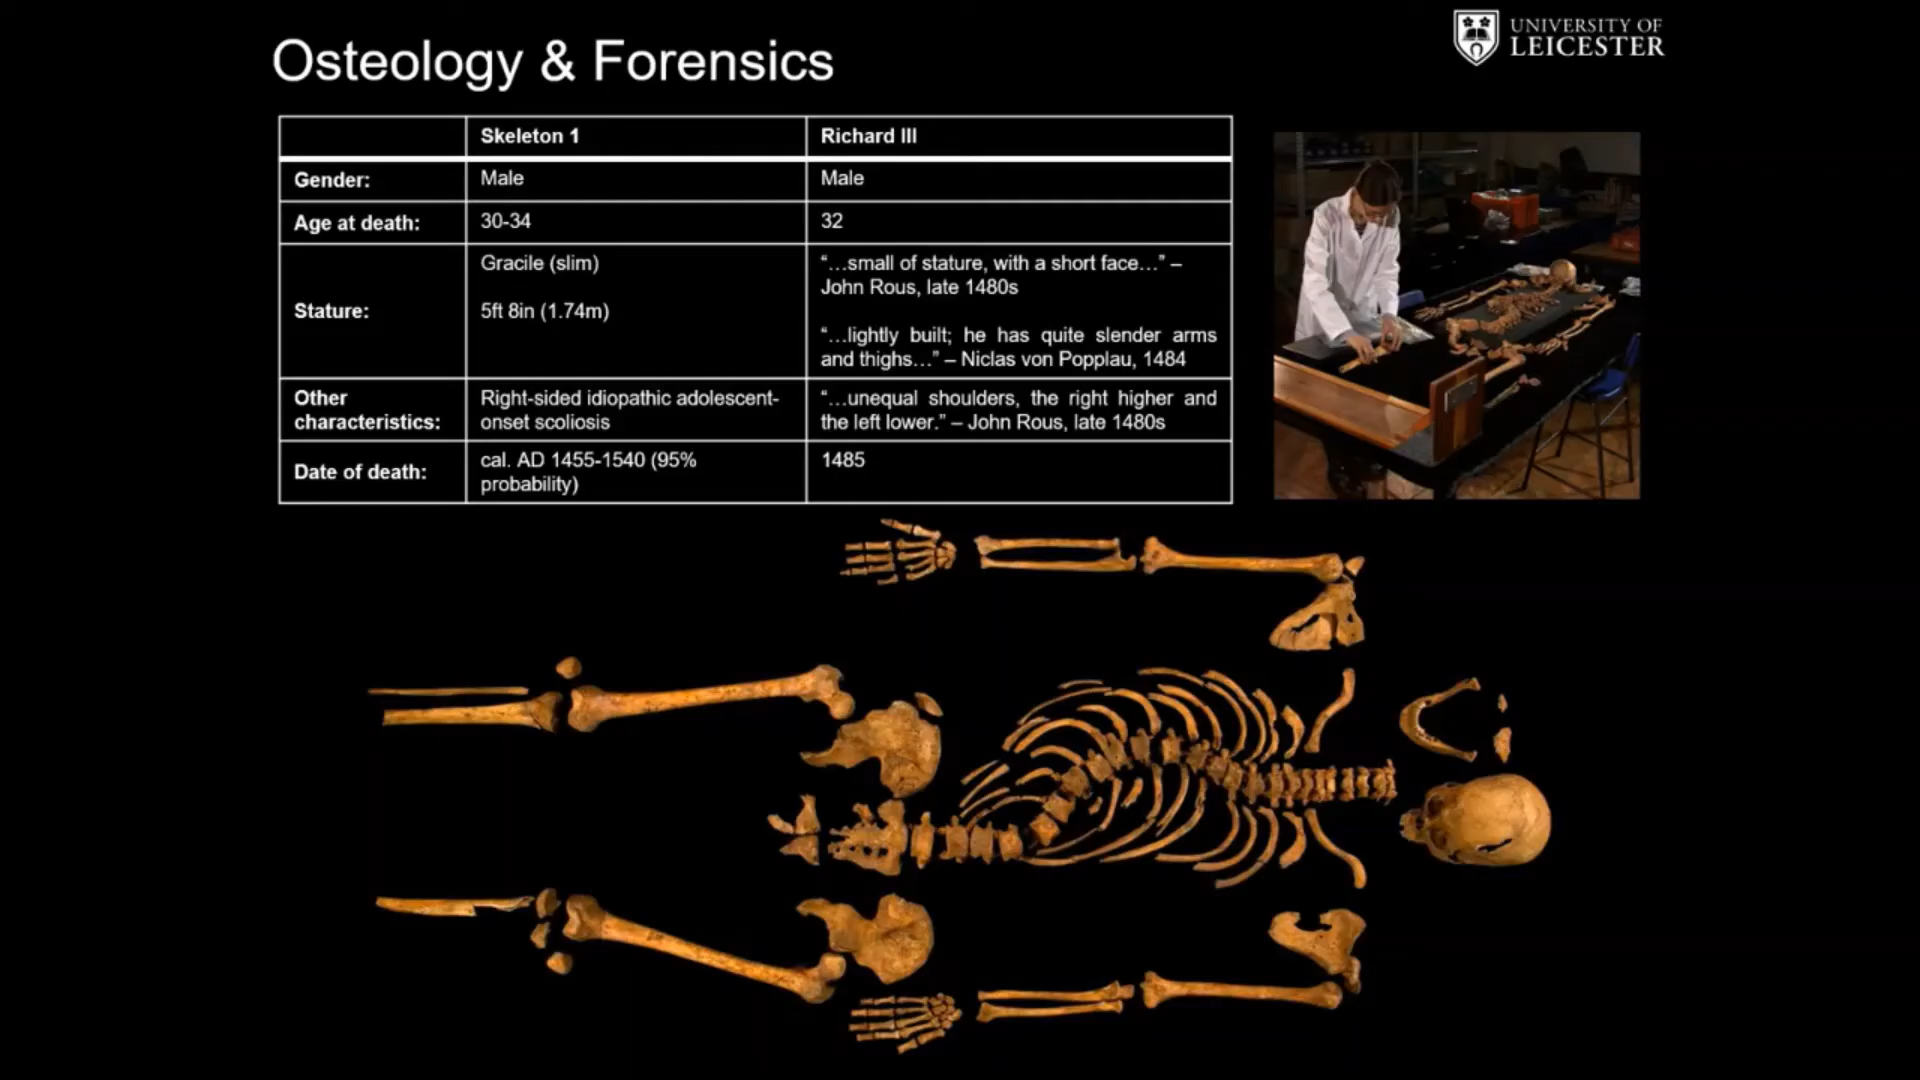 Osteology & Forensics
UNIVERSITY OF
LEICESTER
Skeleton 1
Richard III
Gender:
Male
Male
Age at death:
30-34
32
Stature:
Gracile (slim)
5ft 8in (1.74m)
“…small of stature, with a short face…” –
John Rous, late 1480s
“…lightly built; he has quite slender arms
and thighs…” – Niclas von Popplau, 1484
Other
characteristics:
Right-sided idiopathic adolescent-
onset scoliosis
“…unequal shoulders, the right higher and
the left lower.” – John Rous, late 1480s
Date of death:
cal. AD 1455-1540 (95%
probability)
1485